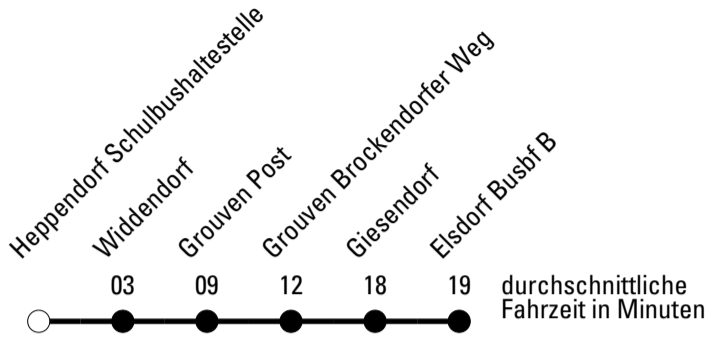 Heppendorf Schulbushaltestelle
Widdendorf
Grouven Post
Grouven Brockendorfer Weg
Giesendorf
Elsdorf Busbf B
03 09 12 18 19
durchschnittliche
Fahrzeit in Minuten